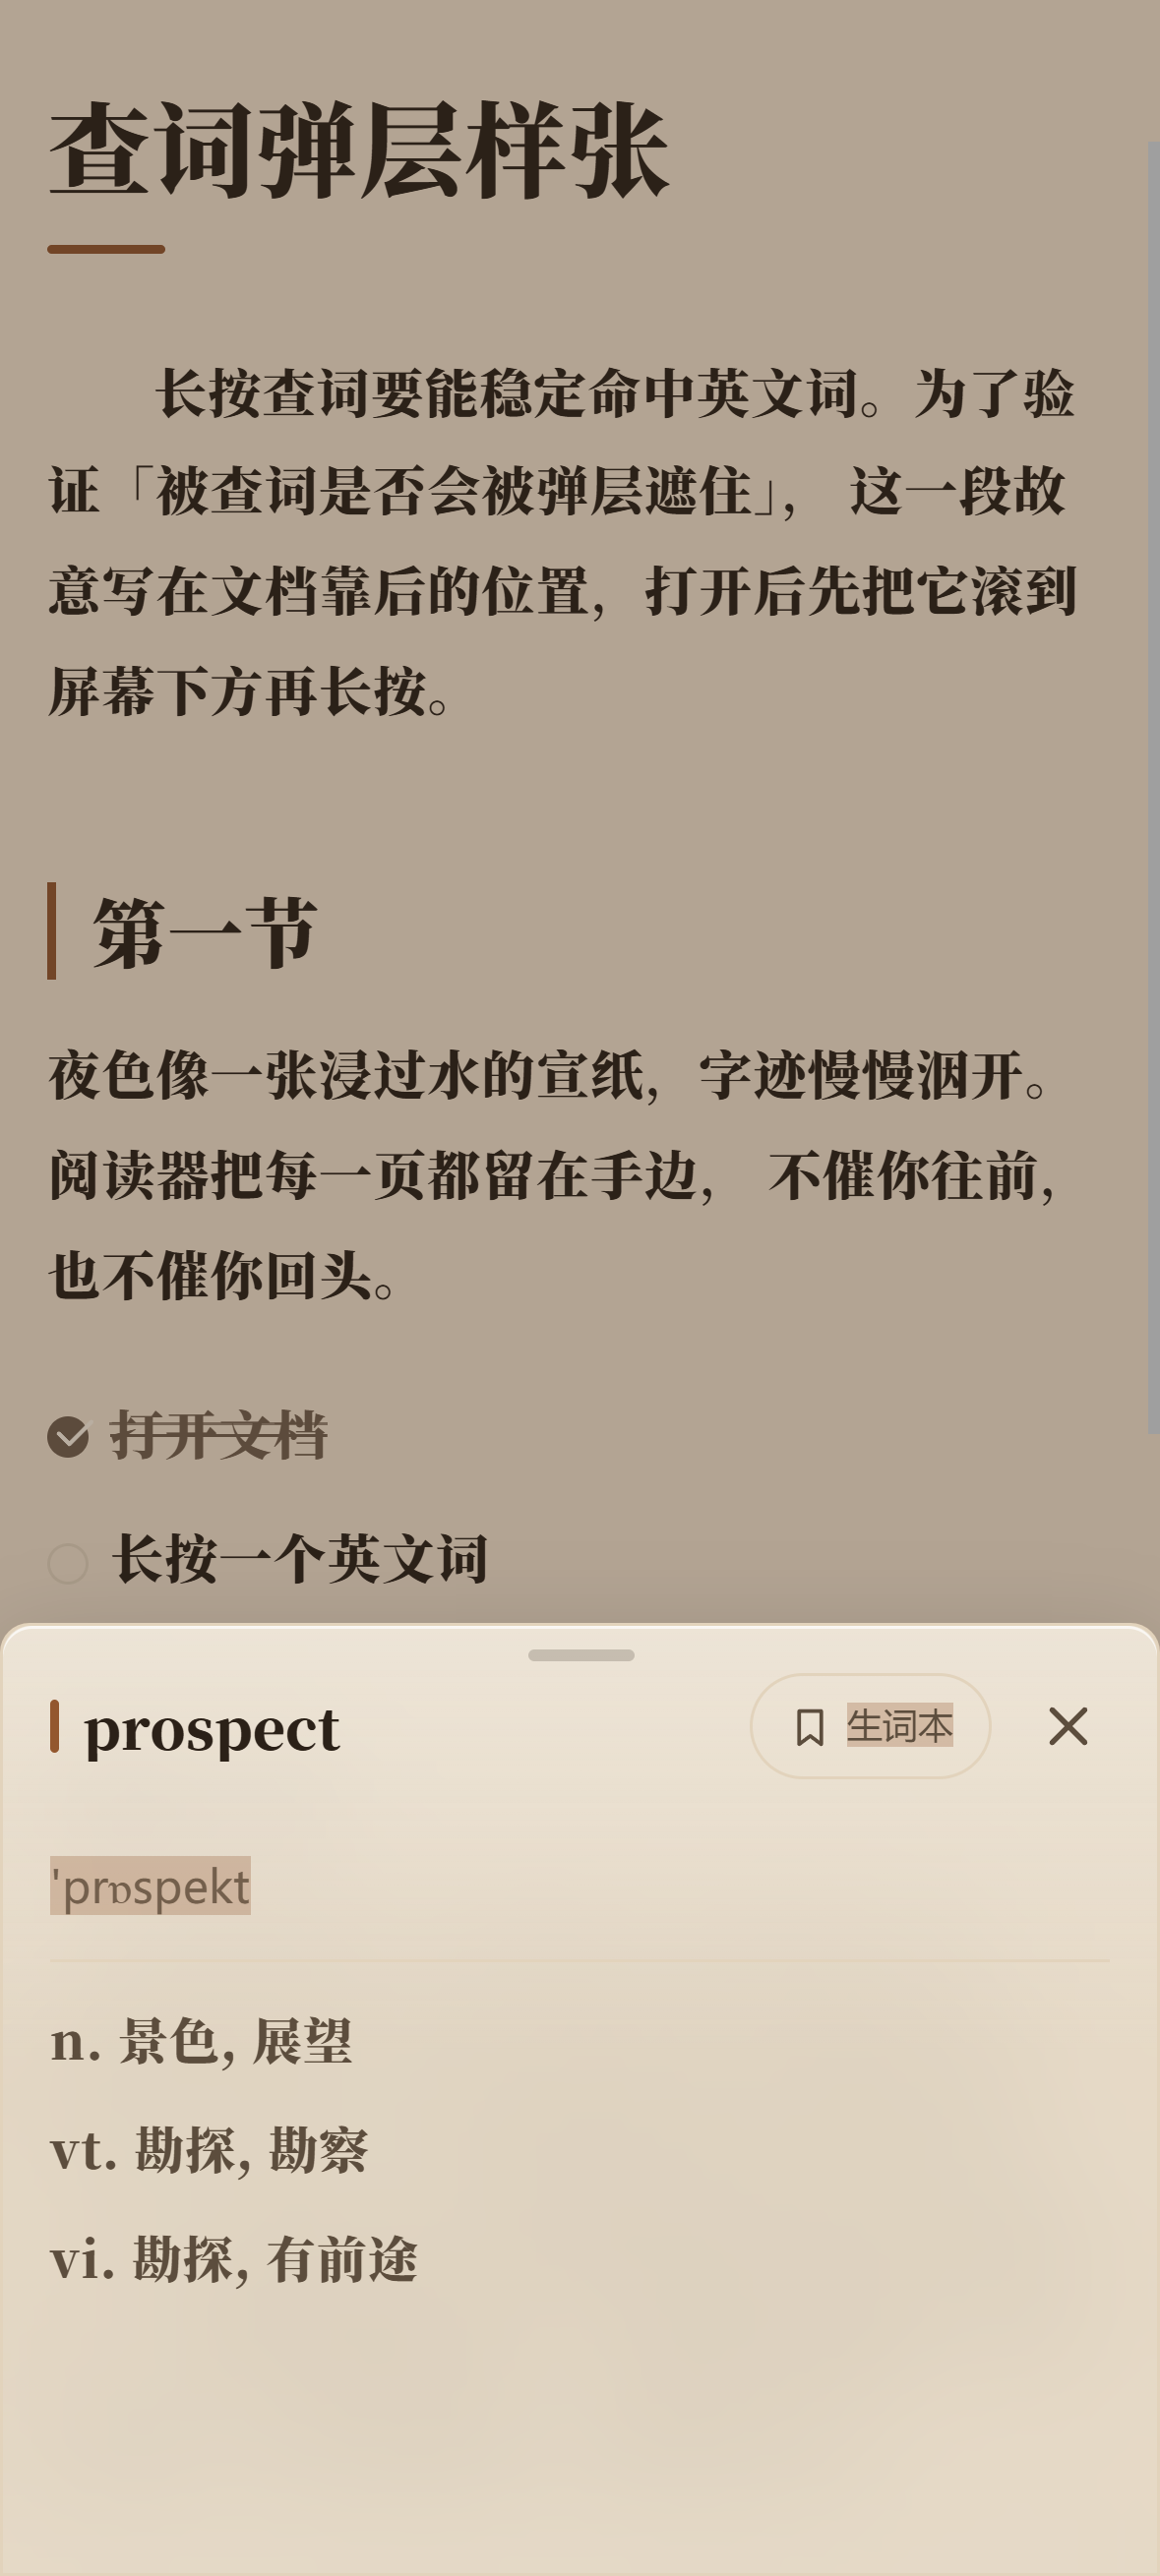 查词弹层样张
长按查词要能稳定命中英文词。为了验
证「被查词是否会被弹层遮住」， 这一段故
意写在文档靠后的位置，打开后先把它滚到
屏幕下方再长按。
第一节
夜色像一张浸过水的宣纸，字迹慢慢洇开。
阅读器把每一页都留在手边， 不催你往前，
也不催你回头。
打开文档
长按一个英文词
prospect
生词本
'prɒspekt
n. 景色, 展望
vt. 勘探, 勘察
vi. 勘探, 有前途